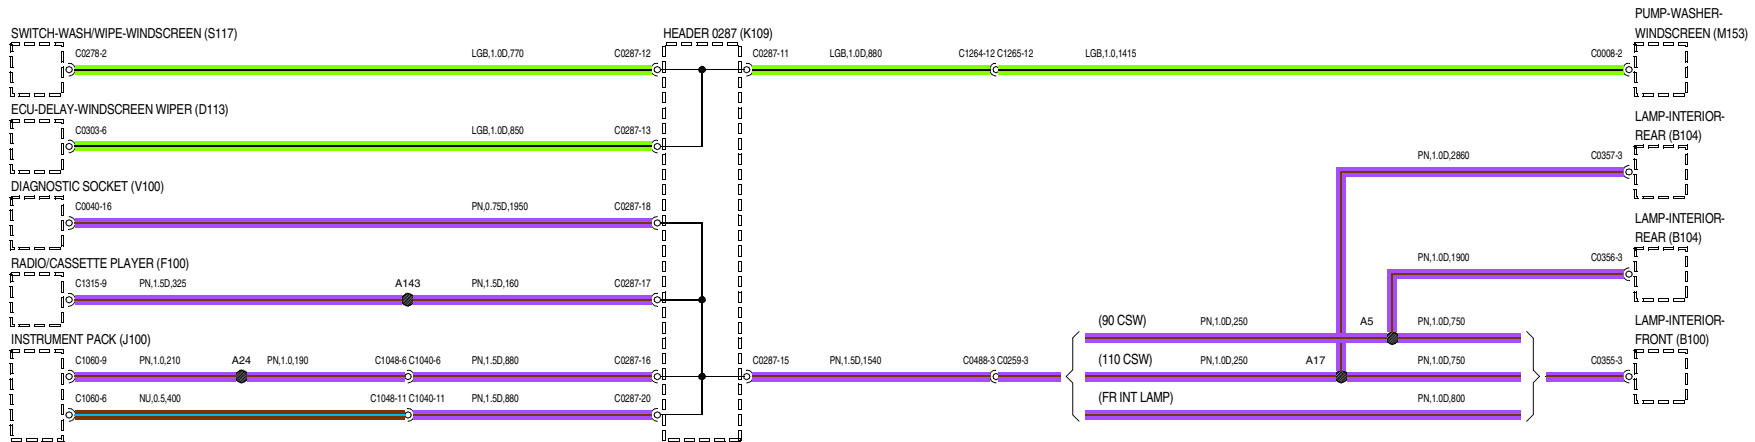 SWITCH-WASH/WIPE-WINDSCREEN (S117)
C0278-2
LGB,1.0D,770
C0287-12
HEADER 0287 (K109)
C0287-11
LGB,1.0D,880
C1264-12 C1265-12
LGB,1.0,1415
C0008-2
PUMP-WASHER-
WINDSCREEN (M153)
ECU-DELAY-WINDSCREEN WIPER (D113)
C0303-6
LGB,1.0D,850
C0287-13
LAMP-INTERIOR-
REAR (B104)
PN,1.0D,2860
C0357-3
DIAGNOSTIC SOCKET (V100)
C0040-16
PN,0.75D,1950
C0287-18
LAMP-INTERIOR-
REAR (B104)
PN,1.0D,1900
C0356-3
RADIO/CASSETTE PLAYER (F100)
C1315-9
PN,1.5D,325
A143
PN,1.5D,160
C0287-17
(90 CSW)
PN,1.0D,250
A5
PN,1.0D,750
LAMP-INTERIOR-
FRONT (B100)
INSTRUMENT PACK (J100)
C1060-9
PN,1.0,210
A24
PN,1.0,190
C1048-6 C1040-6
PN,1.5D,880
C0287-16
C0287-15
PN,1.5D,1540
C0488-3 C0259-3
(110 CSW)
PN,1.0D,250
A17
PN,1.0D,750
C0355-3
C1060-6
NU,0.5,400
C1048-11 C1040-11
PN,1.5D,880
C0287-20
(FR INT LAMP)
PN,1.0D,800